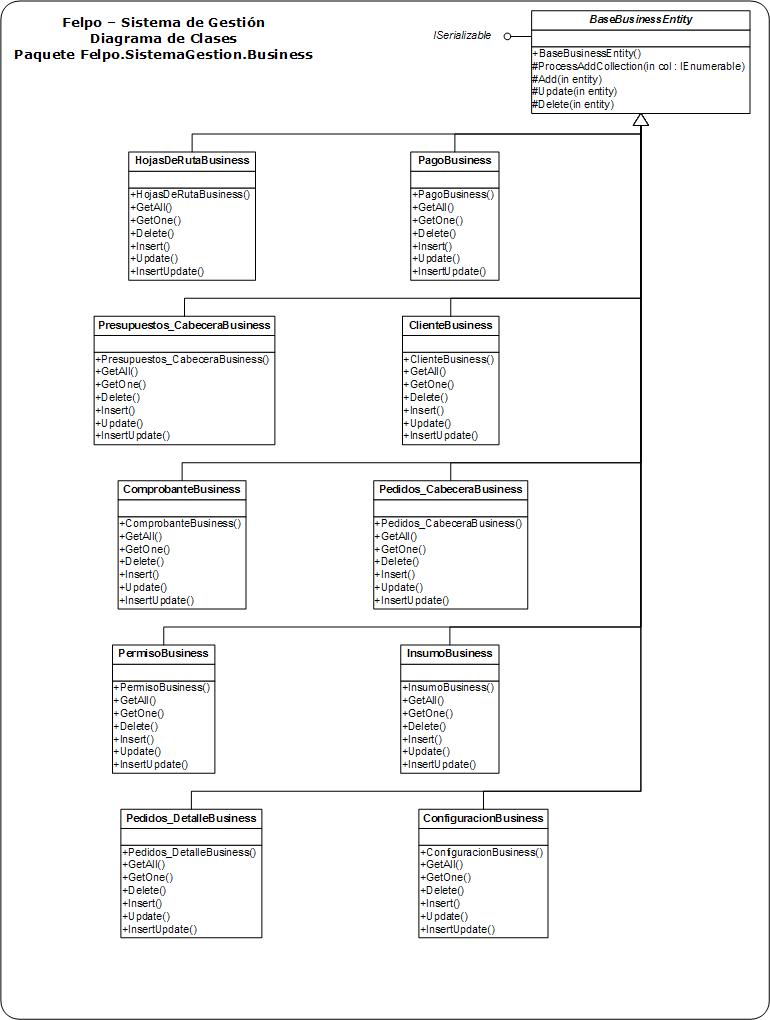 Felpo – Sistema de Gestión
Diagrama de Clases
Paquete Felpo.SistemaGestion.Business
ISerializable
BaseBusinessEntity
+BaseBusinessEntity()
#ProcessAddCollection(in col : IEnumerable)
#Add(in entity)
#Update(in entity)
#Delete(in entity)
HojasDeRutaBusiness
+HojasDeRutaBusiness()
+GetAll()
+GetOne()
+Delete()
+Insert()
+Update()
+InsertUpdate()
PagoBusiness
+PagoBusiness()
+GetAll()
+GetOne()
+Delete()
+Insert()
+Update()
+InsertUpdate()
Presupuestos_CabeceraBusiness
+Presupuestos_CabeceraBusiness()
+GetAll()
+GetOne()
+Delete()
+Insert()
+Update()
+InsertUpdate()
ClienteBusiness
+ClienteBusiness()
+GetAll()
+GetOne()
+Delete()
+Insert()
+Update()
+InsertUpdate()
ComprobanteBusiness
+ComprobanteBusiness()
+GetAll()
+GetOne()
+Delete()
+Insert()
+Update()
+InsertUpdate()
Pedidos_CabeceraBusiness
+Pedidos_CabeceraBusiness()
+GetAll()
+GetOne()
+Delete()
+Insert()
+Update()
+InsertUpdate()
PermisoBusiness
+PermisoBusiness()
+GetAll()
+GetOne()
+Delete()
+Insert()
+Update()
+InsertUpdate()
InsumoBusiness
+InsumoBusiness()
+GetAll()
+GetOne()
+Delete()
+Insert()
+Update()
+InsertUpdate()
Pedidos_DetalleBusiness
+Pedidos_DetalleBusiness()
+GetAll()
+GetOne()
+Delete()
+Insert()
+Update()
+InsertUpdate()
ConfiguracionBusiness
+ConfiguracionBusiness()
+GetAll()
+GetOne()
+Delete()
+Insert()
+Update()
+InsertUpdate()